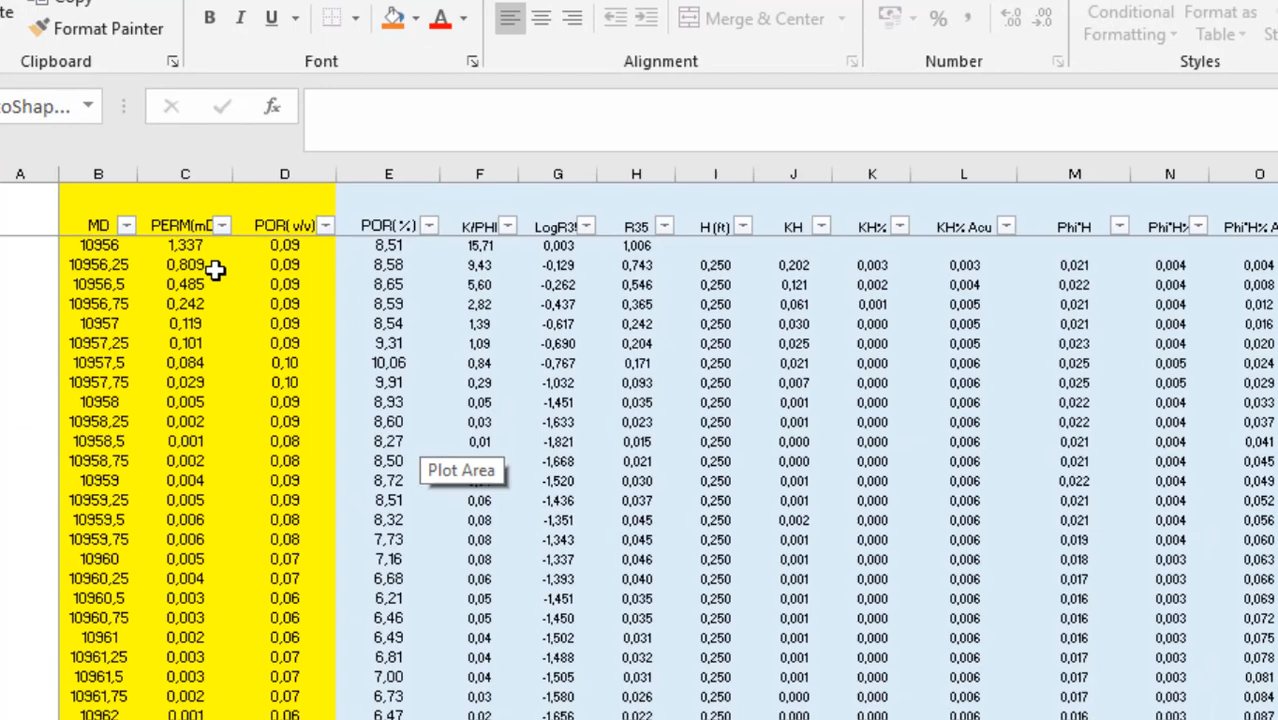 Copy
Format Painter
B I U A
Merge & Center
%
Conditional
Formatting
Format as
Table
Clipboard
Font
Alignment
Number
Styles
toShap...
fx
A B C D E F G H I J K L M N O
MD PERM(mD POR( v/v) POR( %) K/PHI LogR3! R35 H (ft) KH KH% KH% Acu Phi*H Phi*H% Phi*H% A
10956 1,337 0,09 8,51 15,71 0,003 1,006
10956,25 0,809 0,09 8,58 9,43 -0,129 0,743 0,250 0,202 0,003 0,003 0,021 0,004 0,004
10956,5 0,485 0,09 8,65 5,60 -0,262 0,546 0,250 0,121 0,002 0,004 0,022 0,004 0,008
10956,75 0,242 0,09 8,59 2,82 -0,437 0,365 0,250 0,061 0,001 0,005 0,021 0,004 0,012
10957 0,119 0,09 8,54 1,39 -0,617 0,242 0,250 0,030 0,000 0,005 0,021 0,004 0,016
10957,25 0,101 0,09 9,31 1,09 -0,690 0,204 0,250 0,025 0,000 0,005 0,023 0,004 0,020
10957,5 0,084 0,10 10,06 0,84 -0,767 0,171 0,250 0,021 0,000 0,006 0,025 0,005 0,024
10957,75 0,029 0,10 9,91 0,29 -1,032 0,093 0,250 0,007 0,000 0,006 0,025 0,005 0,029
10958 0,005 0,09 8,93 0,05 -1,451 0,039 0,250 0,001 0,000 0,006 0,022 0,004 0,033
10958,25 0,002 0,09 8,60 0,03 -1,633 0,023 0,250 0,001 0,000 0,006 0,022 0,004 0,037
10958,5 0,001 0,08 8,27 0,01 -1,821 0,015 0,250 0,000 0,000 0,006 0,021 0,004 0,041
10958,75 0,002 0,08 8,50 -1,668 0,021 0,250 0,000 0,000 0,006 0,021 0,004 0,045
Plot Area
10959 0,004 0,09 8,72 -1,520 0,030 0,250 0,001 0,000 0,006 0,022 0,004 0,049
10959,25 0,005 0,09 8,51 0,06 -1,436 0,037 0,250 0,001 0,000 0,006 0,021 0,004 0,052
10959,5 0,006 0,08 8,32 0,08 -1,351 0,045 0,250 0,002 0,000 0,006 0,021 0,004 0,056
10959,75 0,006 0,08 7,73 0,08 -1,343 0,045 0,250 0,001 0,000 0,006 0,019 0,004 0,060
10960 0,005 0,07 7,16 0,08 -1,337 0,046 0,250 0,001 0,000 0,006 0,018 0,003 0,063
10960,25 0,004 0,07 6,68 0,06 -1,393 0,040 0,250 0,001 0,000 0,006 0,017 0,003 0,066
10960,5 0,003 0,06 6,21 0,05 -1,451 0,035 0,250 0,001 0,000 0,006 0,016 0,003 0,069
10960,75 0,003 0,06 6,46 0,05 -1,450 0,035 0,250 0,001 0,000 0,006 0,016 0,003 0,072
10961 0,002 0,06 6,49 0,04 -1,502 0,031 0,250 0,001 0,000 0,006 0,016 0,003 0,075
10961,25 0,003 0,07 6,81 0,04 -1,488 0,032 0,250 0,001 0,000 0,006 0,017 0,003 0,078
10961,5 0,003 0,07 7,00 0,04 -1,505 0,031 0,250 0,001 0,000 0,006 0,017 0,003 0,081
10961,75 0,002 0,07 6,73 0,03 -1,580 0,026 0,250 0,000 0,000 0,006 0,017 0,003 0,084
10962 0,001 0,06 6,47 0,02 -1,656 0,022 0,250 0,000 0,000 0,006 0,016 0,003 0,087